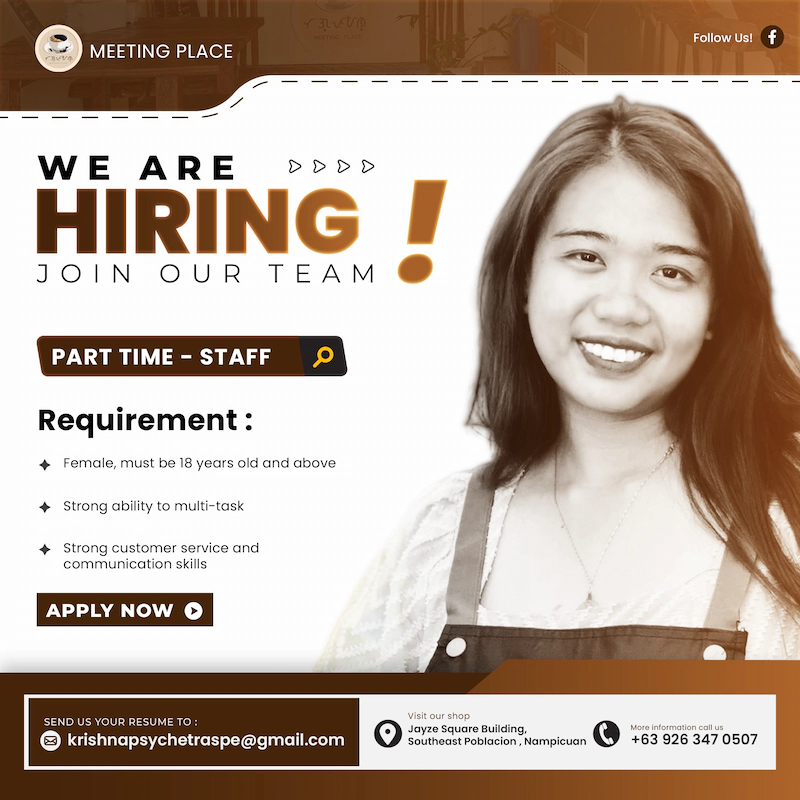 MEETING PLACE
Follow Us!
WE ARE
HIRING!
JOIN OUR TEAM
PART TIME - STAFF
Requirement :
Female, must be 18 years old and above
Strong ability to multi-task
Strong customer service and
communication skills
APPLY NOW
SEND US YOUR RESUME TO :
krishnapsychetraspe@gmail.com
Visit our shop
Jayze Square Building,
Southeast Poblacion , Nampicuan
More information call us
+63 926 347 0507